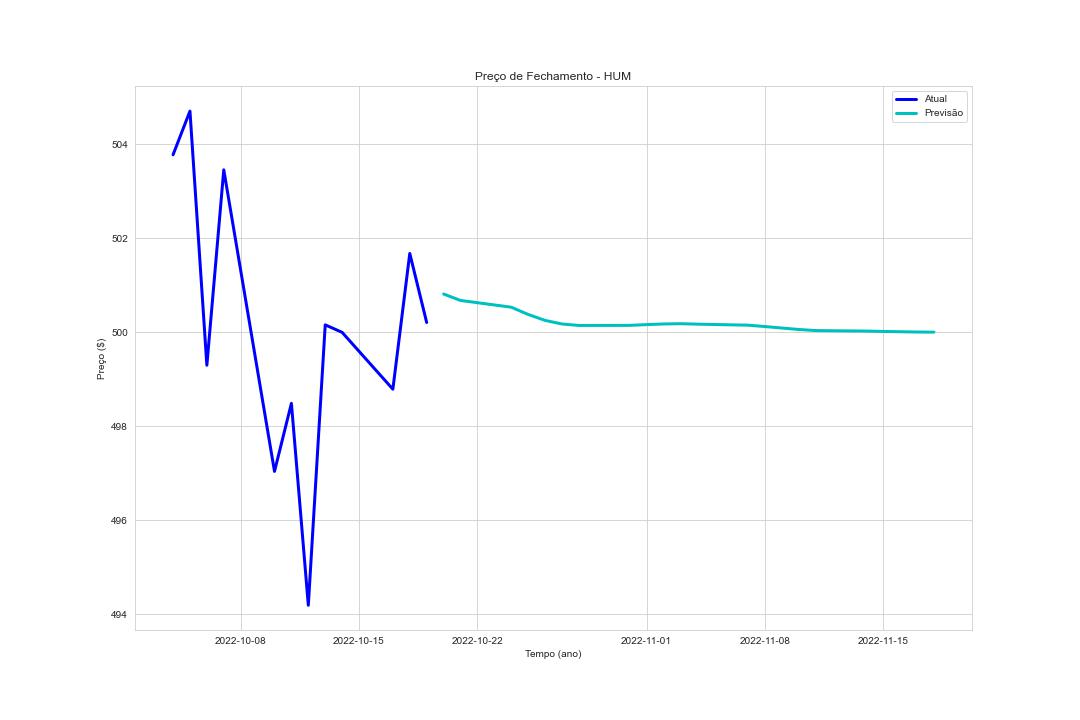 Preço de Fechamento - HUM
Atual
Previsão
504
502
500
498
496
494
Preço ($)
2022-10-08
2022-10-15
2022-10-22
2022-11-01
2022-11-08
2022-11-15
Tempo (ano)